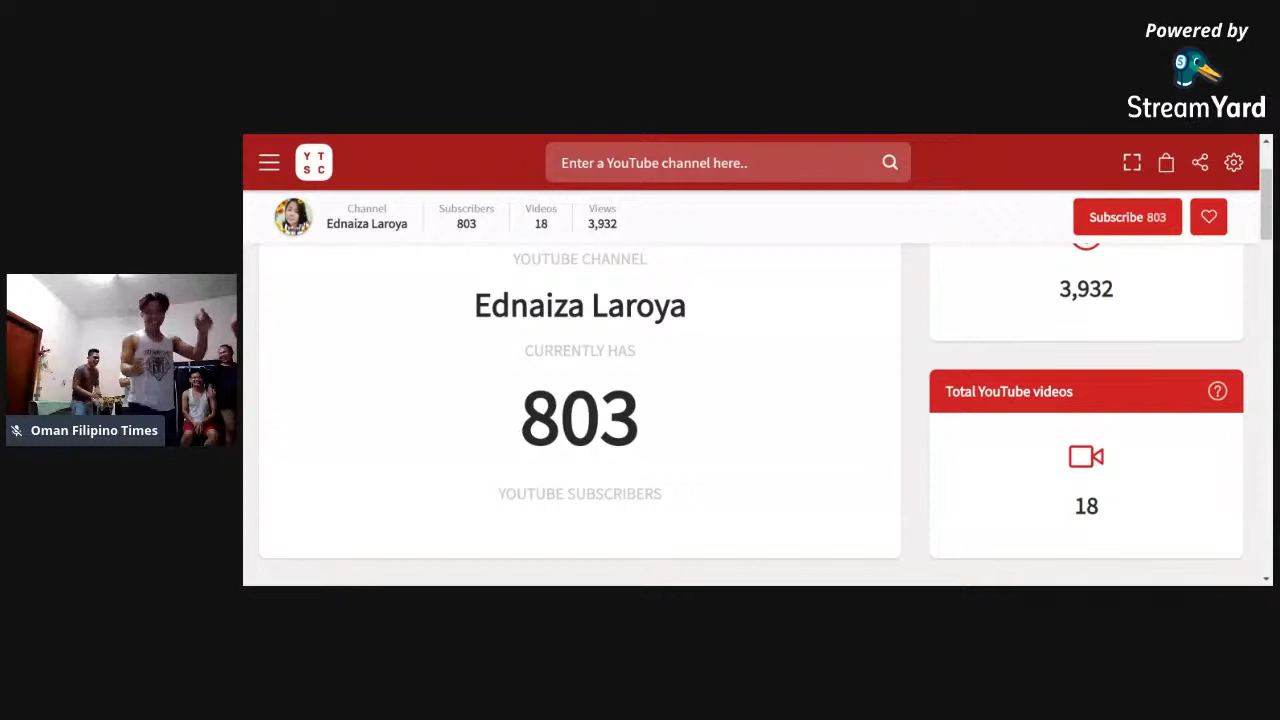 Powered by
StreamYard
Y T
S C
Enter a YouTube channel here..
Channel
Ednaiza Laroya
Subscribers
803
Videos
18
Views
3,932
Subscribe 803
YOUTUBE CHANNEL
Ednaiza Laroya
CURRENTLY HAS
803
YOUTUBE SUBSCRIBERS
3,932
Total YouTube videos
18
Oman Filipino Times